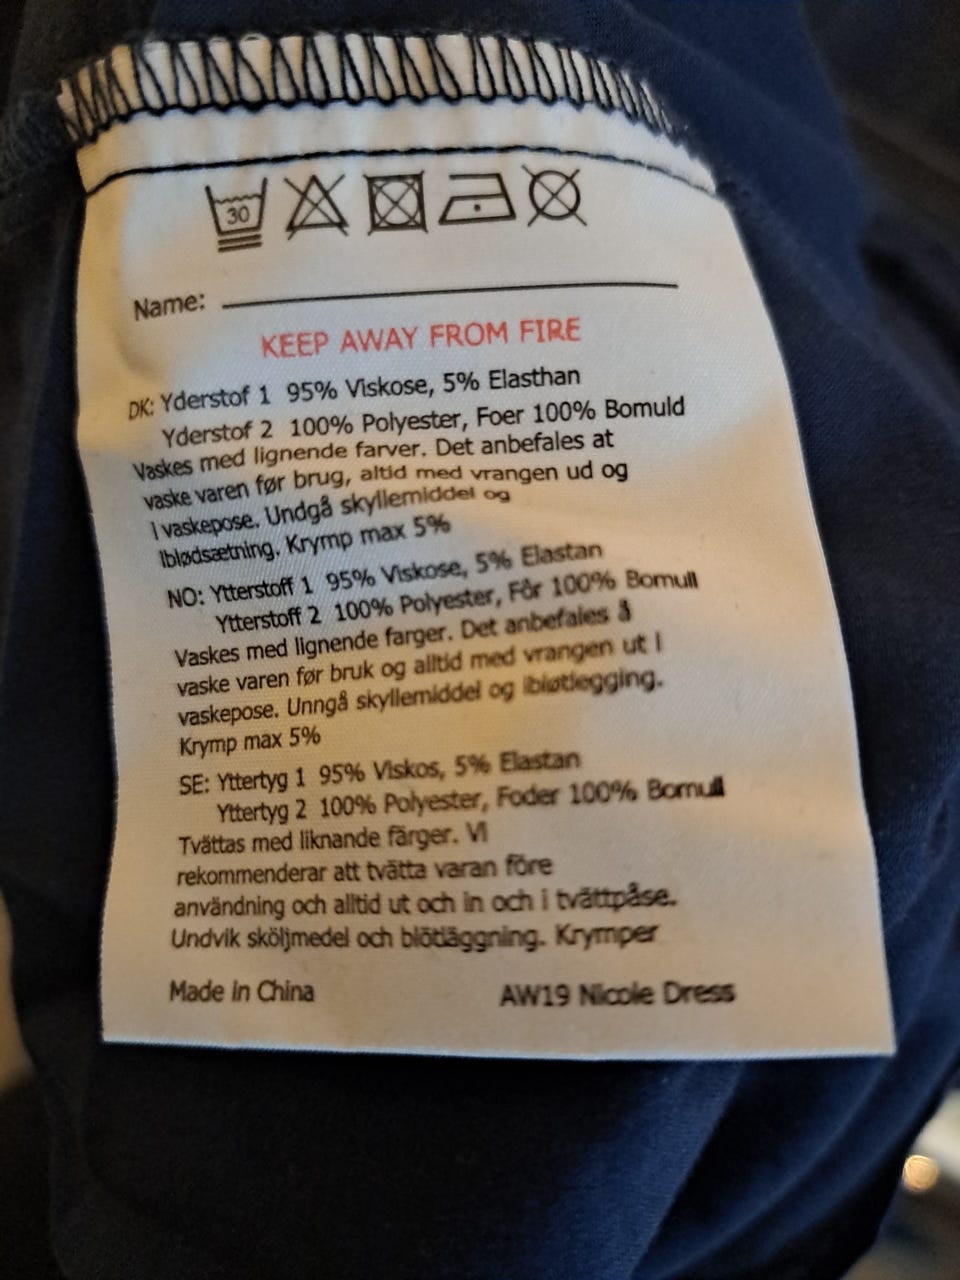 30
Name:
KEEP AWAY FROM FIRE
DK: Yderstof 1 95% Viskose, 5% Elasthan
Yderstof 2 100% Polyester, Foer 100% Bomuld
Vaskes med lignende farver. Det anbefales at
vaske varen før brug, altid med vrangen ud og
I vaskepose. Undgå skyllemiddel og
Iblødsætning. Krymp max 5%
NO: Ytterstoff 1 95% Viskose, 5% Elastan
Ytterstoff 2 100% Polyester, Fôr 100% Bomull
Vaskes med lignende farger. Det anbefales å
vaske varen før bruk og alltid med vrangen ut I
vaskepose. Unngå skyllemiddel og ibløtlegging.
Krymp max 5%
SE: Yttertyg 1 95% Viskos, 5% Elastan
Yttertyg 2 100% Polyester, Foder 100% Bomull
Tvättas med liknande färger. Vi
rekommenderar att tvätta varan före
användning och alltid ut och in och i tvättpåse.
Undvik sköljmedel och blötläggning. Krymper
Made in China AW19 Nicole Dress